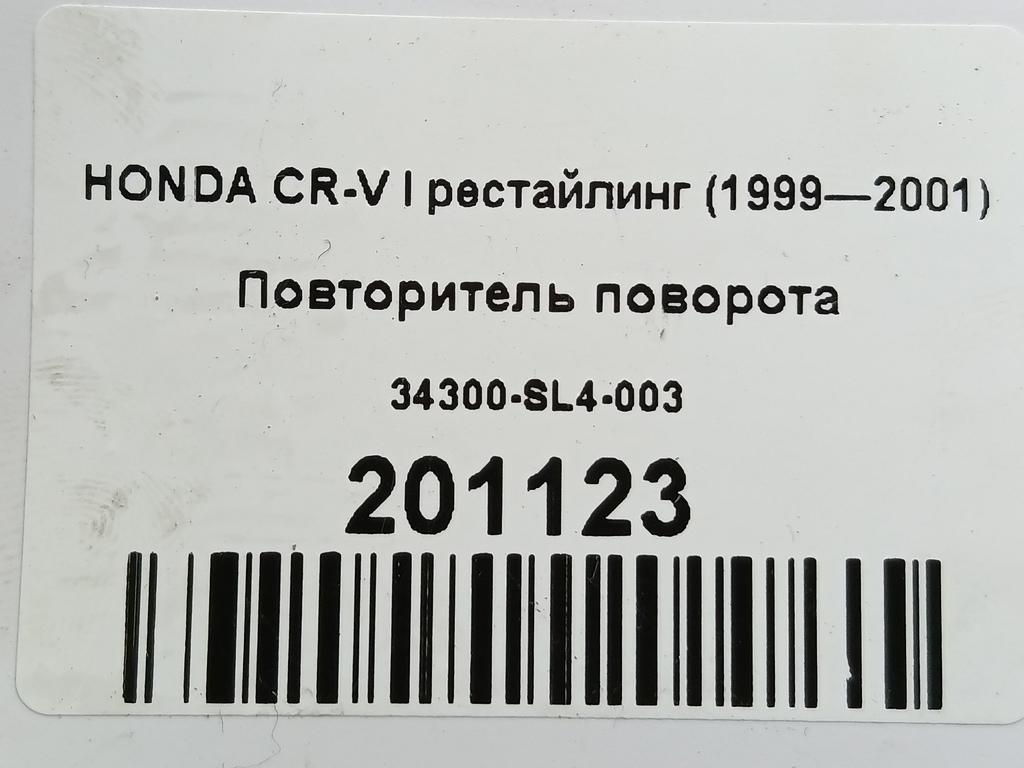 HONDA CR-V I рестайлинг (1999—2001)
Повторитель поворота
34300-SL4-003
201123